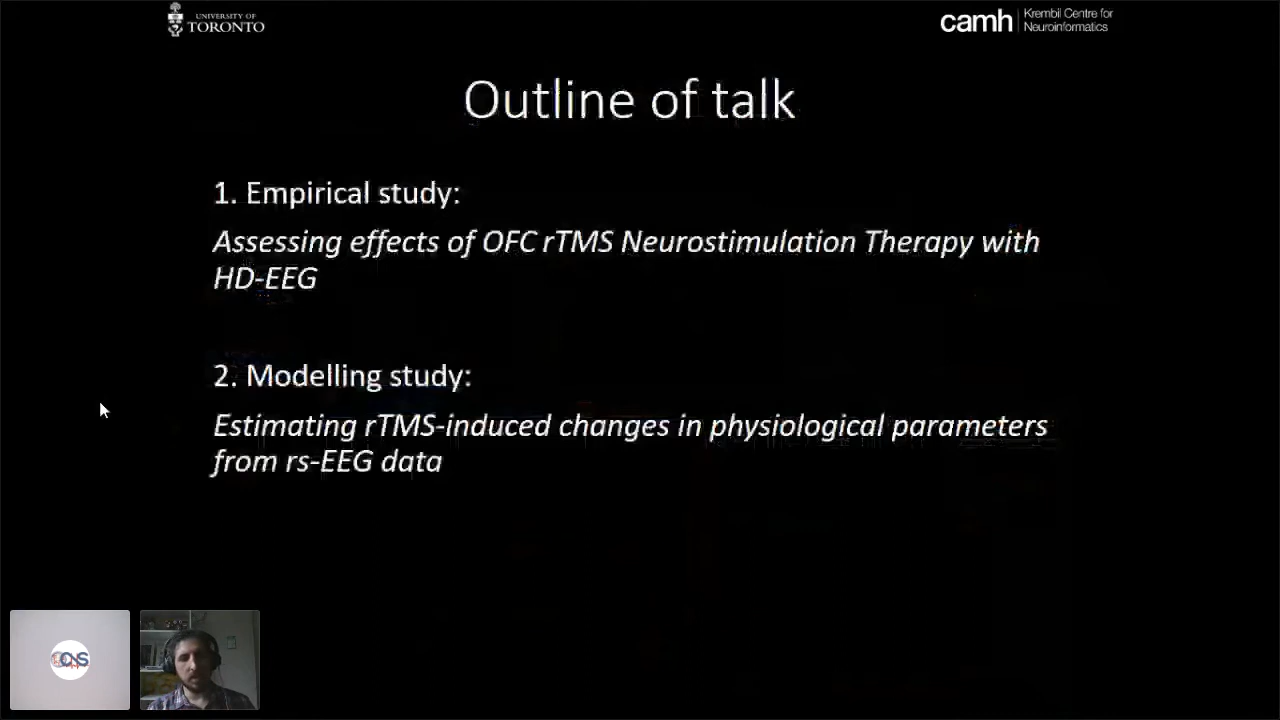 UNIVERSITY OF
TORONTO
camh
Krembil Centre for
Neuroinformatics
Outline of talk
1. Empirical study:
Assessing effects of OFC rTMS Neurostimulation Therapy with
HD-EEG
2. Modelling study:
Estimating rTMS-induced changes in physiological parameters
from rs-EEG data